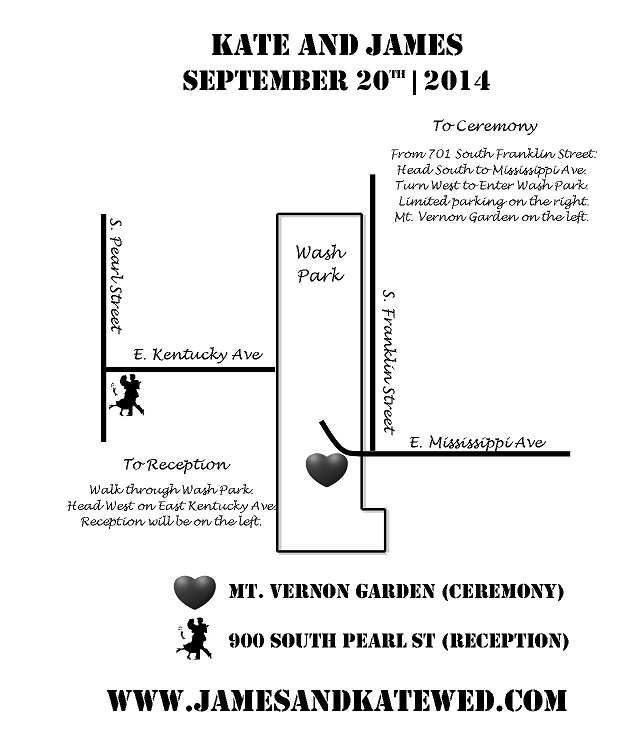 KATE AND JAMES
SEPTEMBER 20TH | 2014
To Ceremony
From 701 South Franklin Street:
Head South to Mississippi Ave.
Turn West to Enter Wash Park.
Limited parking on the right.
Mt. Vernon Garden on the left.
S. Pearl Street
Wash
Park
S. Franklin Street
E. Kentucky Ave
E. Mississippi Ave
To Reception
Walk through Wash Park.
Head West on East Kentucky Ave.
Reception will be on the left.
MT. VERNON GARDEN (CEREMONY)
900 SOUTH PEARL ST (RECEPTION)
WWW.JAMESANDKATEWED.COM